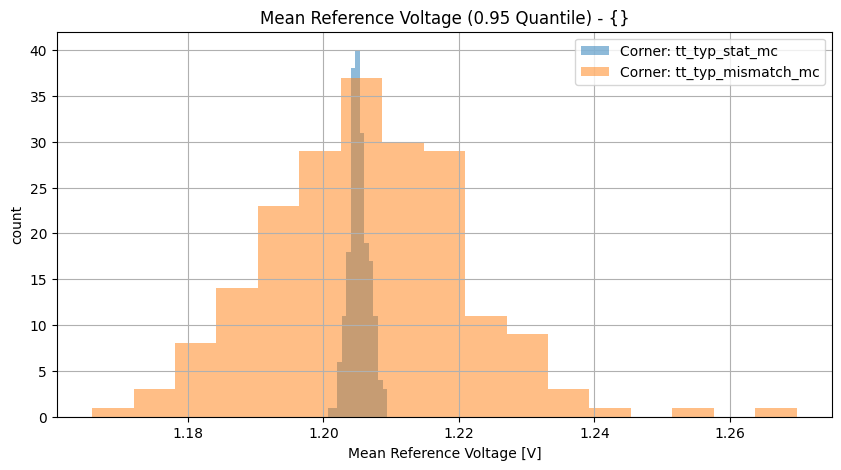 Mean Reference Voltage (0.95 Quantile) - {}
Corner: tt_typ_stat_mc
Corner: tt_typ_mismatch_mc
40
35
30
25
20
15
10
5
0
count
1.18 1.20 1.22 1.24 1.26
Mean Reference Voltage [V]